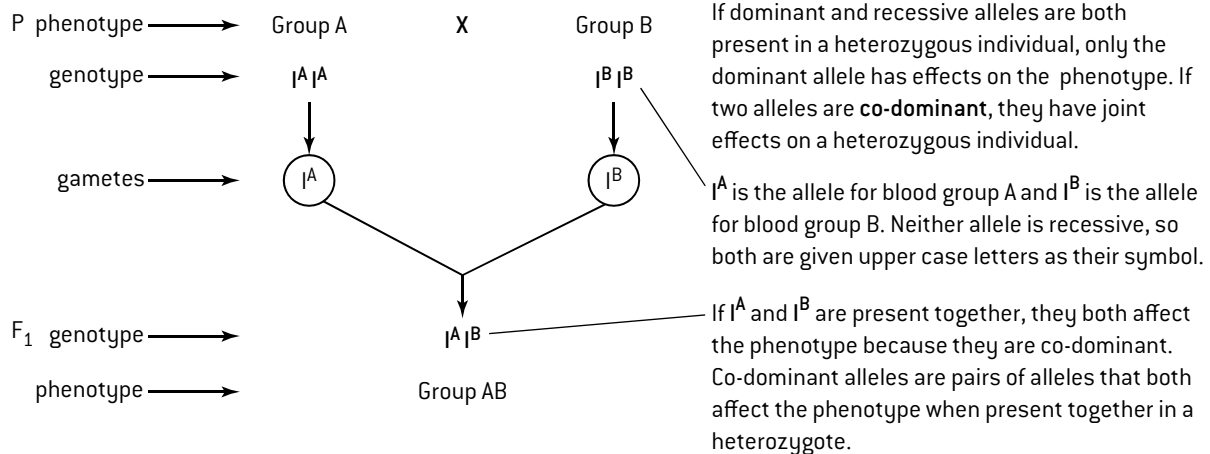 P phenotype Group A X Group B
genotype IᴬIᴬ IᴮIᴮ
gametes Iᴬ Iᴮ
F₁ genotype IᴬIᴮ
phenotype Group AB
If dominant and recessive alleles are both
present in a heterozygous individual, only the
dominant allele has effects on the phenotype. If
two alleles are co-dominant, they have joint
effects on a heterozygous individual.
Iᴬ is the allele for blood group A and Iᴮ is the allele
for blood group B. Neither allele is recessive, so
both are given upper case letters as their symbol.
If Iᴬ and Iᴮ are present together, they both affect
the phenotype because they are co-dominant.
Co-dominant alleles are pairs of alleles that both
affect the phenotype when present together in a
heterozygote.